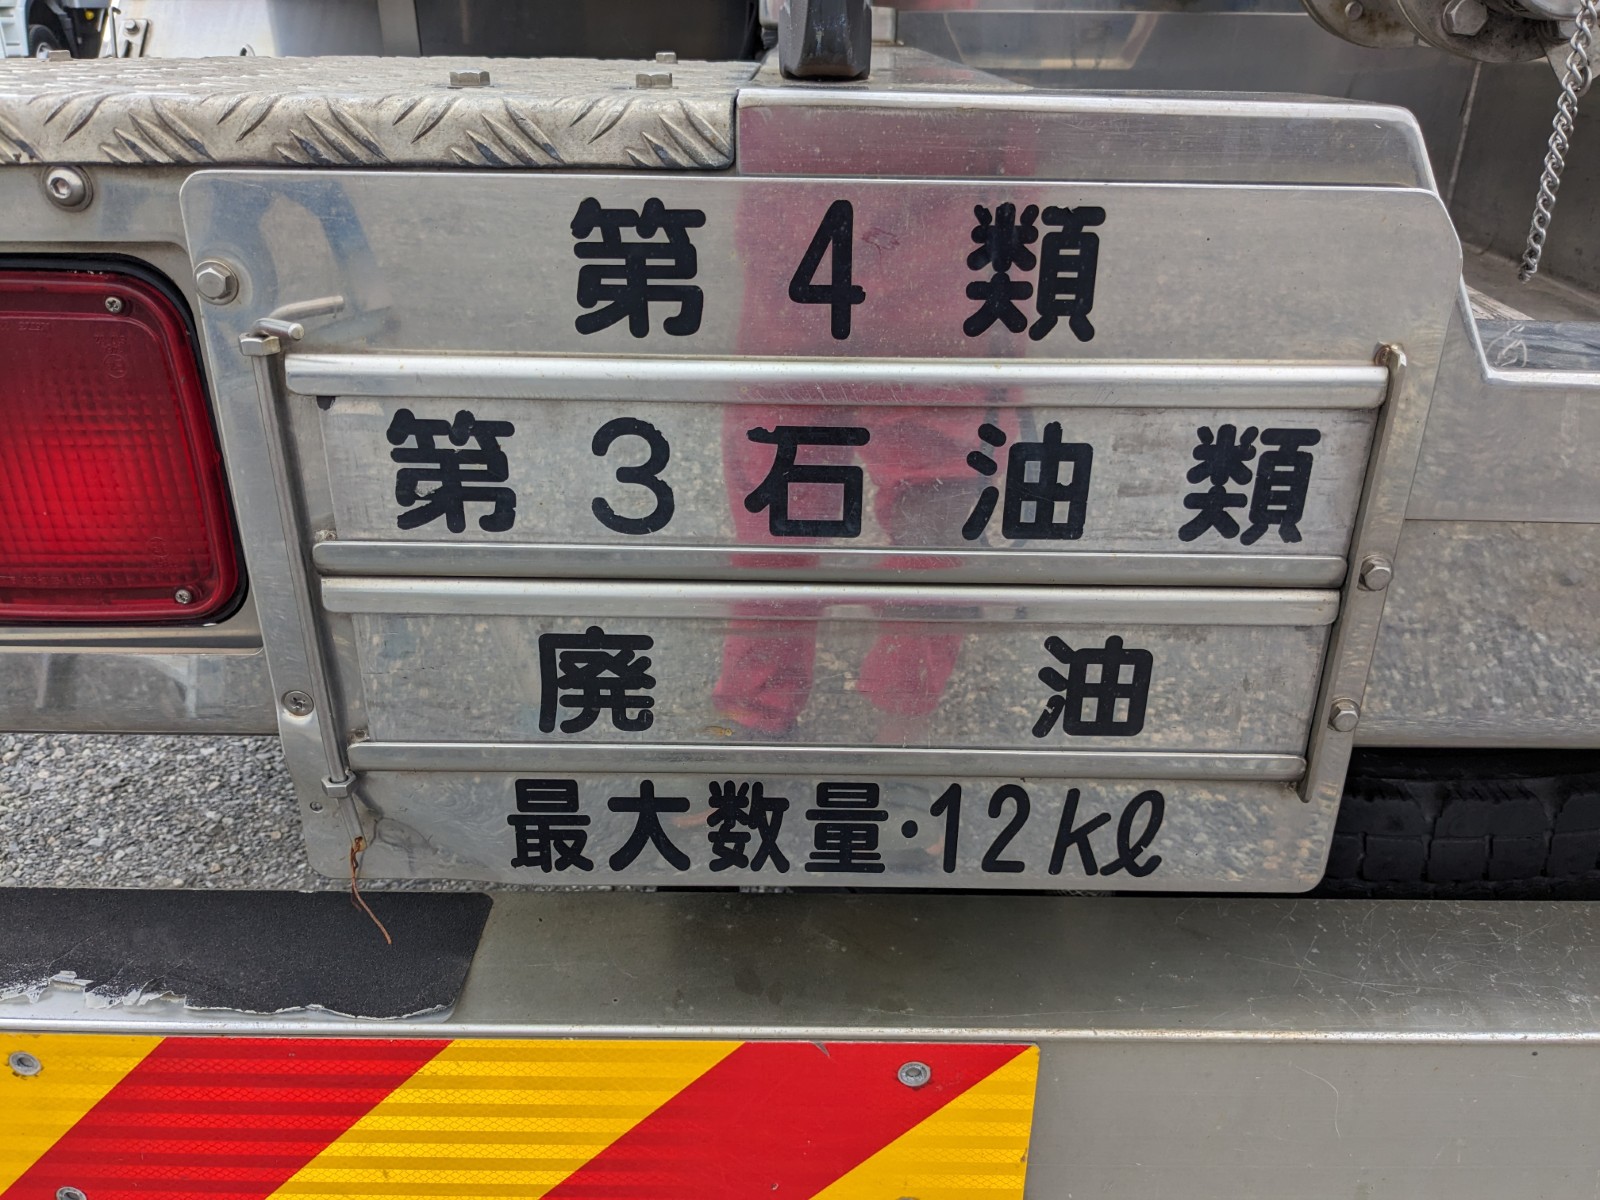 第4類
第3石油類
廃油
最大数量・12kℓ